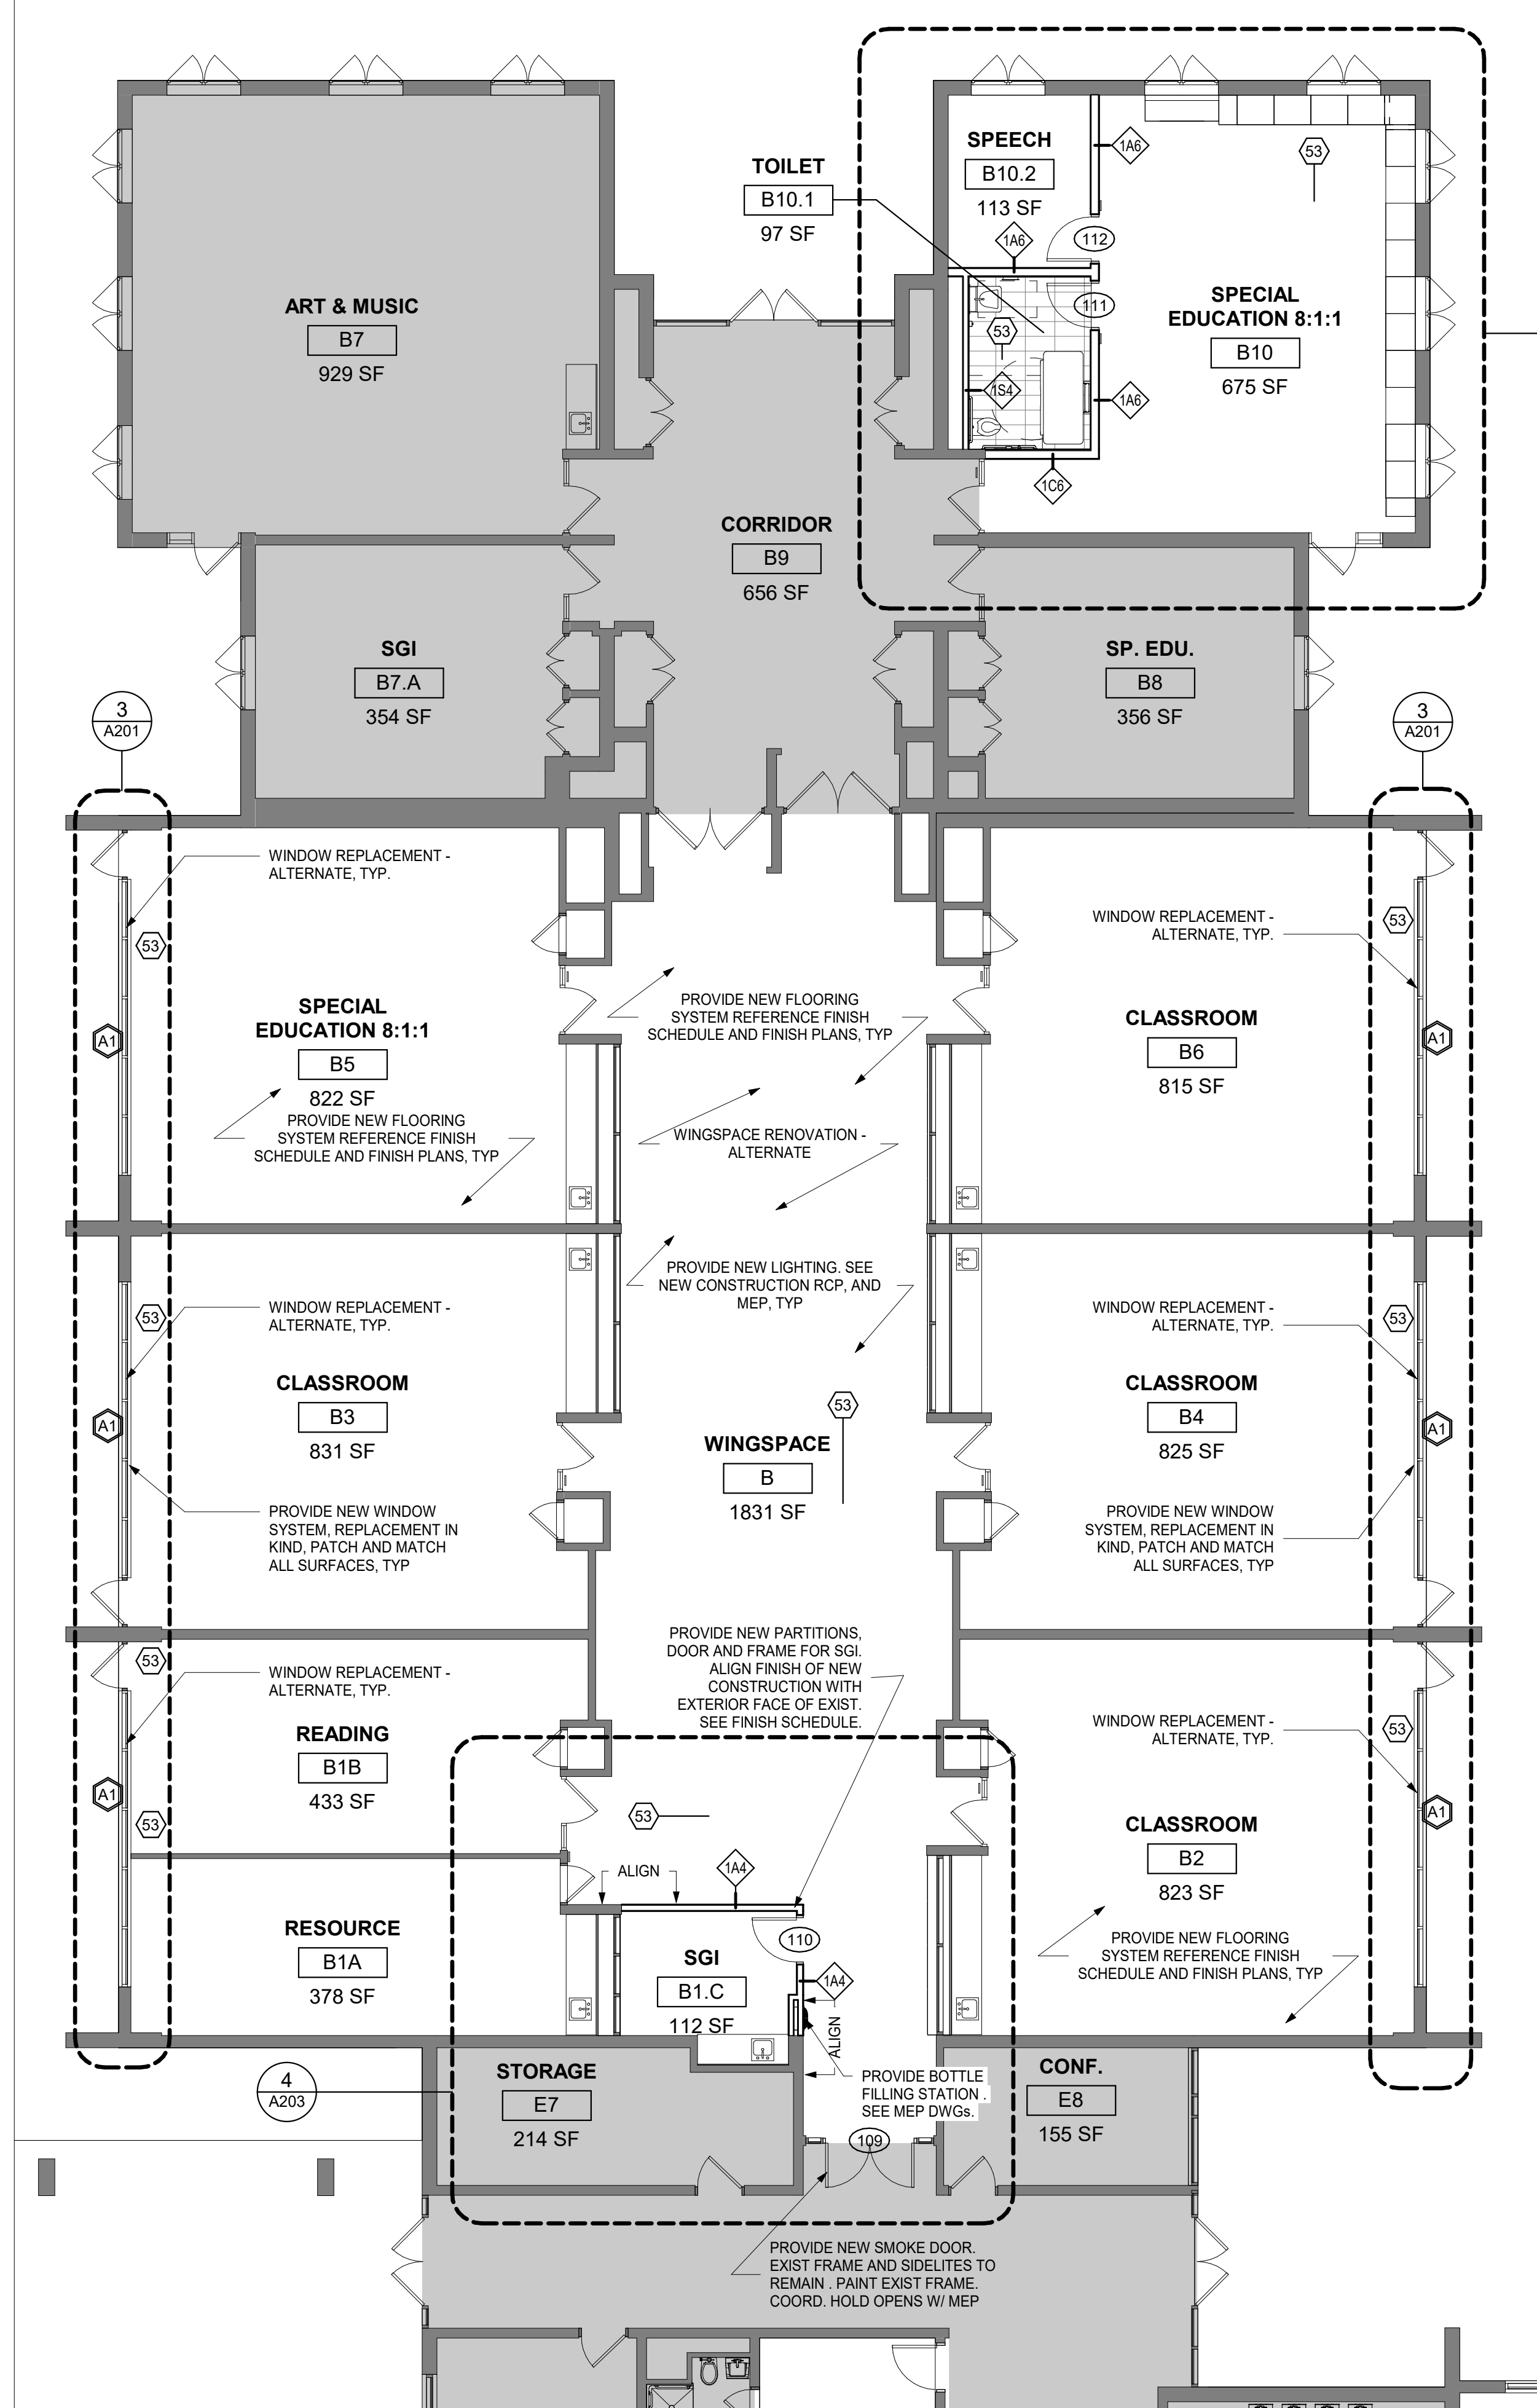 SPEECH
B10.2
113 SF
1A6
53
TOILET
B10.1
97 SF
1A6
112
111
53
1S4
1A6
1C6
SPECIAL
EDUCATION 8:1:1
B10
675 SF
ART & MUSIC
B7
929 SF
CORRIDOR
B9
656 SF
SGI
B7.A
354 SF
SP. EDU.
B8
356 SF
3
A201
3
A201
WINDOW REPLACEMENT -
ALTERNATE, TYP.
53
A1
SPECIAL
EDUCATION 8:1:1
B5
822 SF
PROVIDE NEW FLOORING
SYSTEM REFERENCE FINISH
SCHEDULE AND FINISH PLANS, TYP
PROVIDE NEW FLOORING
SYSTEM REFERENCE FINISH
SCHEDULE AND FINISH PLANS, TYP
WINGSPACE RENOVATION -
ALTERNATE
PROVIDE NEW LIGHTING. SEE
NEW CONSTRUCTION RCP, AND
MEP, TYP
WINDOW REPLACEMENT -
ALTERNATE, TYP.
53
CLASSROOM
B6
815 SF
A1
53
WINDOW REPLACEMENT -
ALTERNATE, TYP.
CLASSROOM
B3
831 SF
A1
PROVIDE NEW WINDOW
SYSTEM, REPLACEMENT IN
KIND, PATCH AND MATCH
ALL SURFACES, TYP
53
WINGSPACE
B
1831 SF
WINDOW REPLACEMENT -
ALTERNATE, TYP.
53
CLASSROOM
B4
825 SF
A1
PROVIDE NEW WINDOW
SYSTEM, REPLACEMENT IN
KIND, PATCH AND MATCH
ALL SURFACES, TYP
PROVIDE NEW PARTITIONS,
DOOR AND FRAME FOR SGI.
ALIGN FINISH OF NEW
CONSTRUCTION WITH
EXTERIOR FACE OF EXIST.
SEE FINISH SCHEDULE.
53
WINDOW REPLACEMENT -
ALTERNATE, TYP.
READING
B1B
433 SF
A1
53
53
WINDOW REPLACEMENT -
ALTERNATE, TYP.
53
A1
CLASSROOM
B2
823 SF
PROVIDE NEW FLOORING
SYSTEM REFERENCE FINISH
SCHEDULE AND FINISH PLANS, TYP
ALIGN
1A4
RESOURCE
B1A
378 SF
SGI
B1.C
112 SF
110
1A4
ALIGN
4
A203
STORAGE
E7
214 SF
PROVIDE BOTTLE
FILLING STATION .
SEE MEP DWGs.
CONF.
E8
155 SF
109
PROVIDE NEW SMOKE DOOR.
EXIST FRAME AND SIDELITES TO
REMAIN . PAINT EXIST FRAME.
COORD. HOLD OPENS W/ MEP